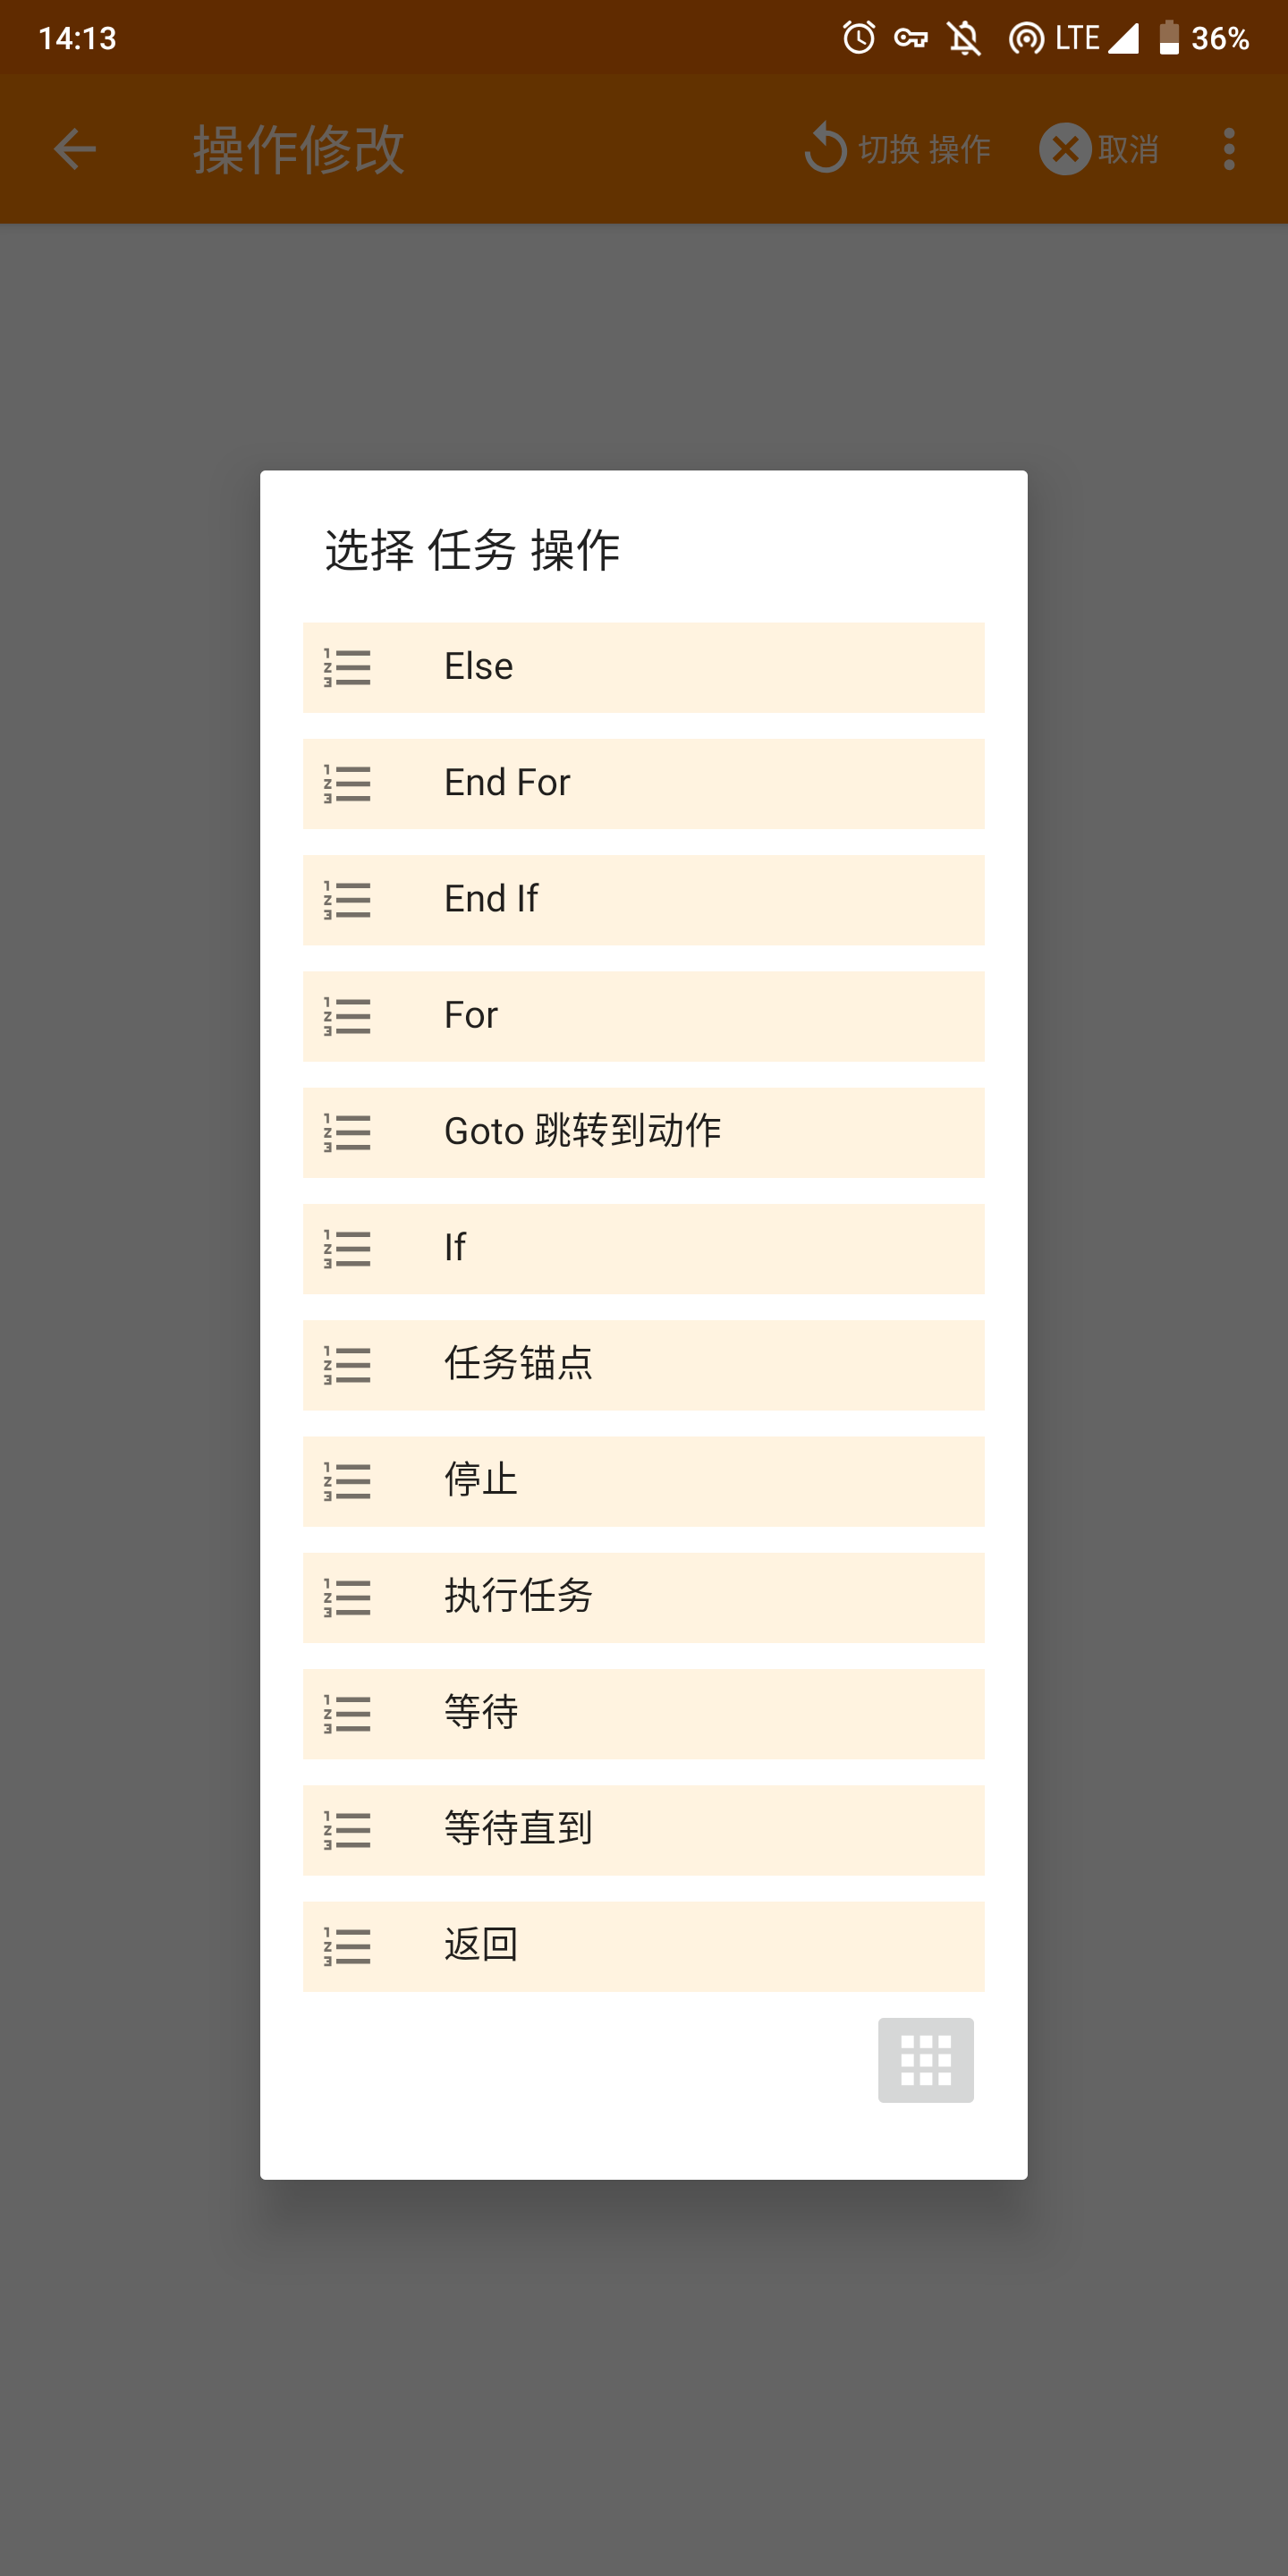 14:13 LTE 36%
操作修改 切换 操作 取消
选择 任务 操作
Else
End For
End If
For
Goto 跳转到动作
If
任务锚点
停止
执行任务
等待
等待直到
返回